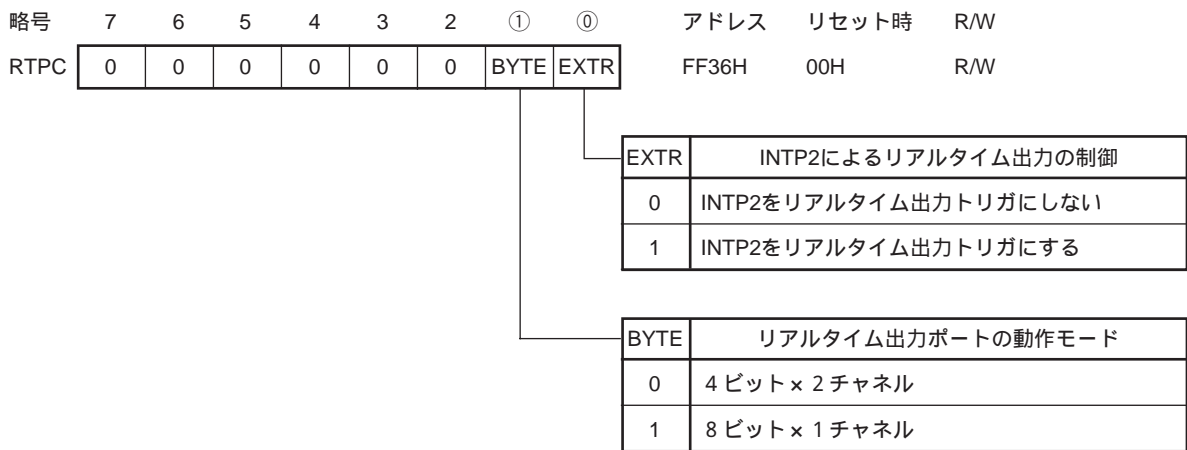 略号 7 6 5 4 3 2 ① ⓪ アドレス リセット時 R/W
RTPC 0 0 0 0 0 0 BYTE EXTR FF36H 00H R/W
EXTR INTP2によるリアルタイム出力の制御
0 INTP2をリアルタイム出力トリガにしない
1 INTP2をリアルタイム出力トリガにする
BYTE リアルタイム出力ポートの動作モード
0 4ビット×2チャネル
1 8ビット×1チャネル